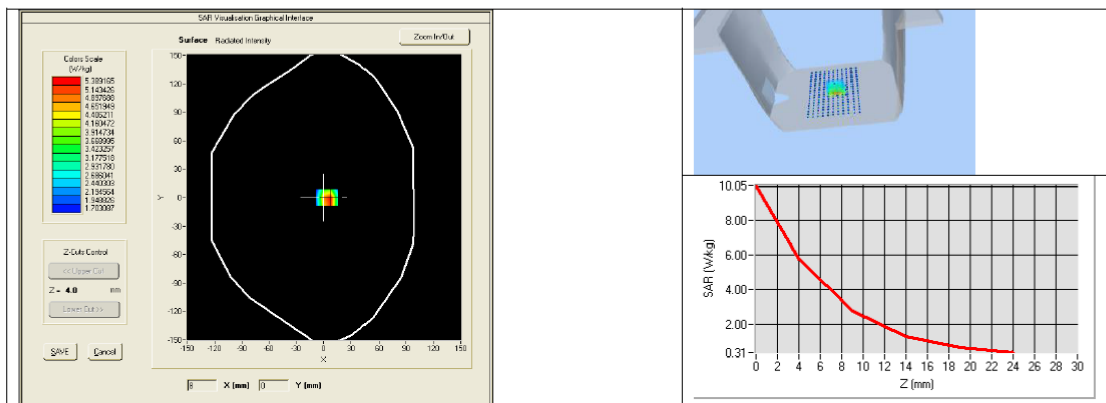 SAR Visualisation Graphical Interface
Surface Radiated Intensity
Zoom In/Out
Colors Scale
(W/kg)
5.389165
5.143426
4.897688
4.651949
4.406211
4.160472
3.914734
3.668995
3.423257
3.177518
2.931780
2.686041
2.440303
2.194564
1.948826
1.703087
150
120
90
60
30
Y 0
-30
-60
-90
-120
-150
-150 -120 -90 -60 -30 0 30 60 90 120 150
X
Z-Cuts Control
<< Upper Cut
Z = 4.0 mm
Lower Cut >>
SAVE Cancel
8 X (mm) 0 Y (mm)
10.05
8.00
6.00
4.00
2.00
0.31
SAR (W/kg)
0 2 4 6 8 10 12 14 16 18 20 22 24 26 28 30
Z (mm)